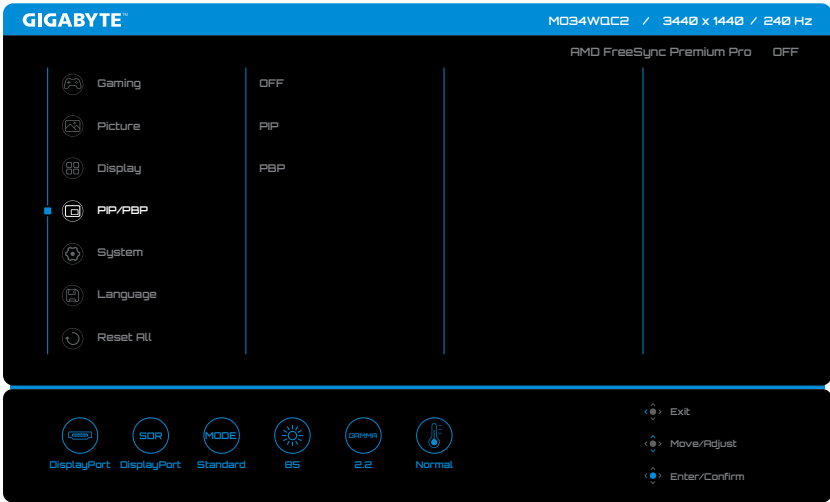 GIGABYTE™
MO34WQC2 / 3440 x 1440 / 240 Hz
AMD FreeSync Premium Pro OFF
Gaming OFF
Picture PIP
Display PBP
PIP/PBP
System
Language
Reset All
Exit
SDR MODE GAMMA
Move/Adjust
DisplayPort DisplayPort Standard 85 2.2 Normal
Enter/Confirm